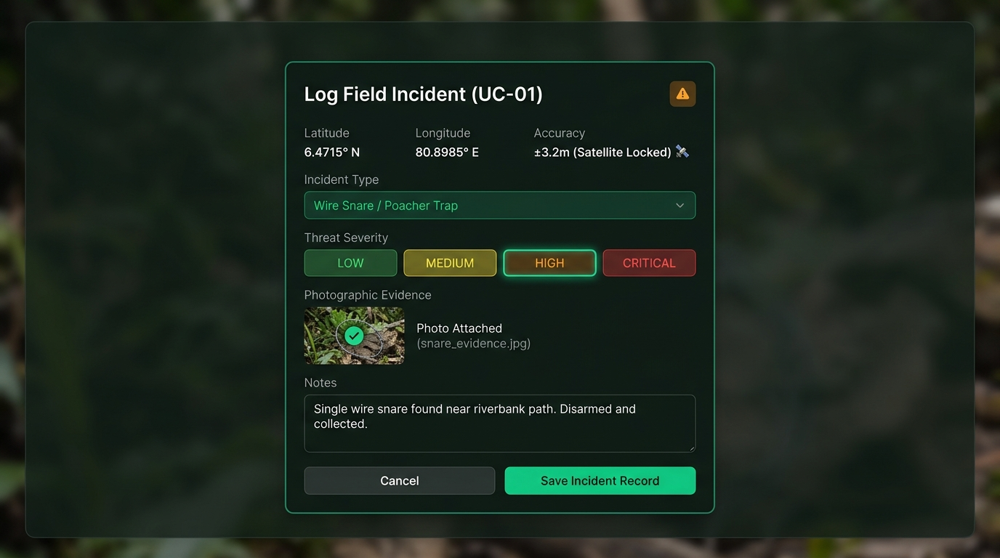 Log Field Incident (UC-01)
Latitude
6.4715° N
Longitude
80.8985° E
Accuracy
±3.2m (Satellite Locked) 🛰️
Incident Type
Wire Snare / Poacher Trap
Threat Severity
LOW
MEDIUM
HIGH
CRITICAL
Photographic Evidence
Photo Attached
(snare_evidence.jpg)
Notes
Single wire snare found near riverbank path. Disarmed and
collected.
Cancel
Save Incident Record